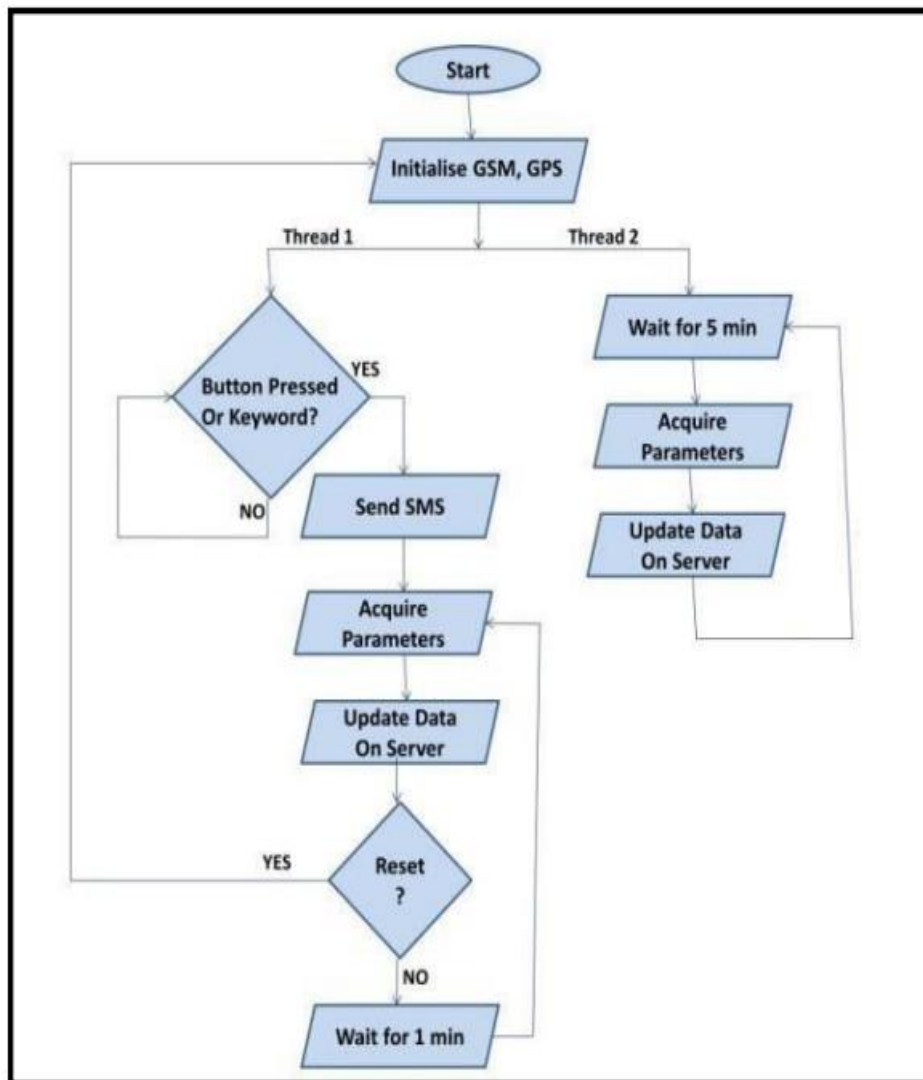 Start
Initialise GSM, GPS
Thread 1
Thread 2
Button Pressed
Or Keyword?
YES
NO
Send SMS
Acquire
Parameters
Update Data
On Server
Reset
?
YES
NO
Wait for 1 min
Wait for 5 min
Acquire
Parameters
Update Data
On Server